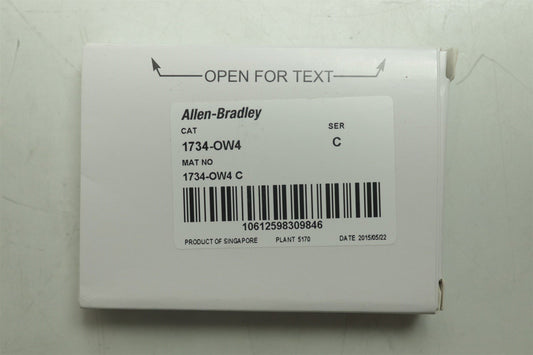 OPEN FOR TEXT
Allen-Bradley
CAT SER
1734-OW4 C
MAT NO
1734-OW4 C
10612598309846
PRODUCT OF SINGAPORE PLANT 5170 DATE 2015/05/22